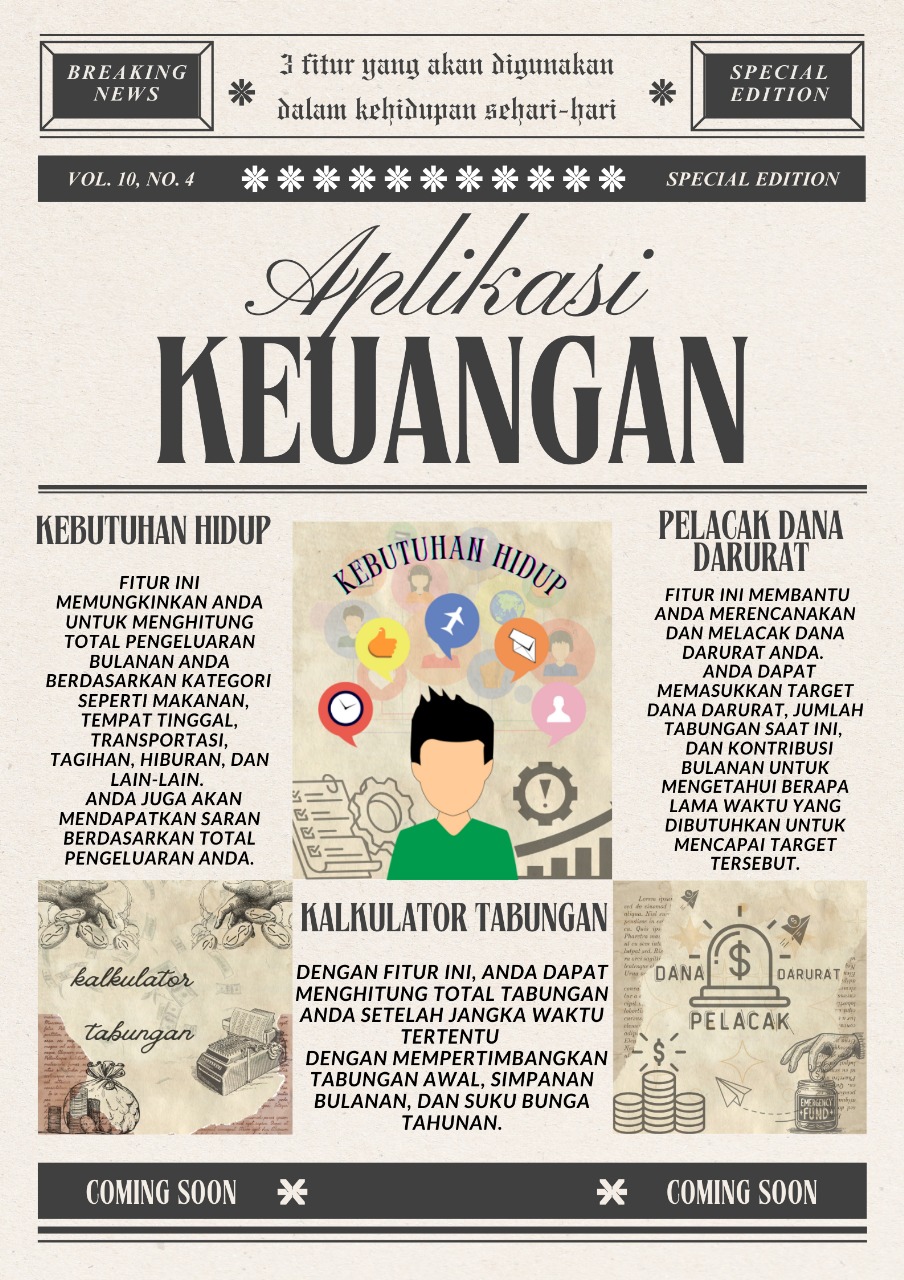 BREAKING
NEWS
3 fitur yang akan digunakan
dalam kehidupan sehari-hari
SPECIAL
EDITION
VOL. 10, NO. 4
SPECIAL EDITION
Aplikasi
KEUANGAN
KEBUTUHAN HIDUP
FITUR INI
MEMUNGKINKAN ANDA
UNTUK MENGHITUNG
TOTAL PENGELUARAN
BULANAN ANDA
BERDASARKAN KATEGORI
SEPERTI MAKANAN,
TEMPAT TINGGAL,
TRANSPORTASI,
TAGIHAN, HIBURAN, DAN
LAIN-LAIN.
ANDA JUGA AKAN
MENDAPATKAN SARAN
BERDASARKAN TOTAL
PENGELUARAN ANDA.
KEBUTUHAN HIDUP
PELACAK DANA
DARURAT
FITUR INI MEMBANTU
ANDA MERENCANAKAN
DAN MELACAK DANA
DARURAT ANDA.
ANDA DAPAT
MEMASUKKAN TARGET
DANA DARURAT, JUMLAH
TABUNGAN SAAT INI,
DAN KONTRIBUSI
BULANAN UNTUK
MENGETAHUI BERAPA
LAMA WAKTU YANG
DIBUTUHKAN UNTUK
MENCAPAI TARGET
TERSEBUT.
kalkulator
tabungan
KALKULATOR TABUNGAN
DENGAN FITUR INI, ANDA DAPAT
MENGHITUNG TOTAL TABUNGAN
ANDA SETELAH JANGKA WAKTU
TERTENTU
DENGAN MEMPERTIMBANGKAN
TABUNGAN AWAL, SIMPANAN
BULANAN, DAN SUKU BUNGA
TAHUNAN.
$
DANA
DARURAT
PELACAK
$
EMERGENCY
FUND
COMING SOON
COMING SOON